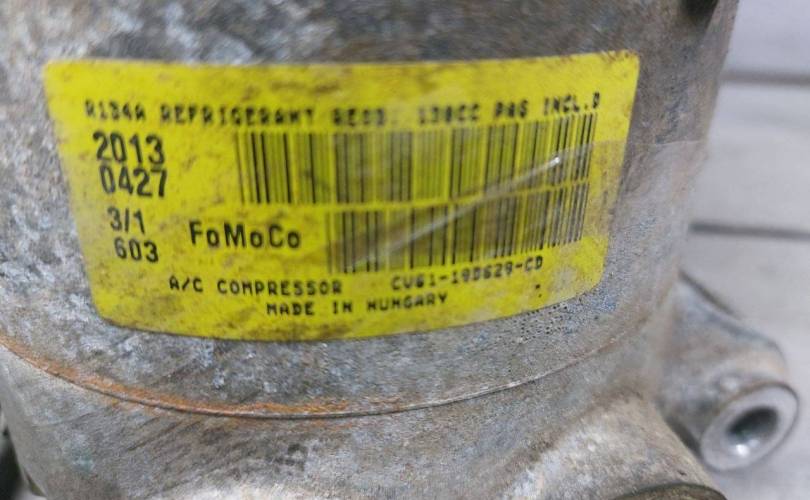 R134A REFRIGERANT REQD. 130CC PAG INCL.D
2013
0427
3/1
603
FoMoCo
A/C COMPRESSOR CV61-19D629-CD
MADE IN HUNGARY